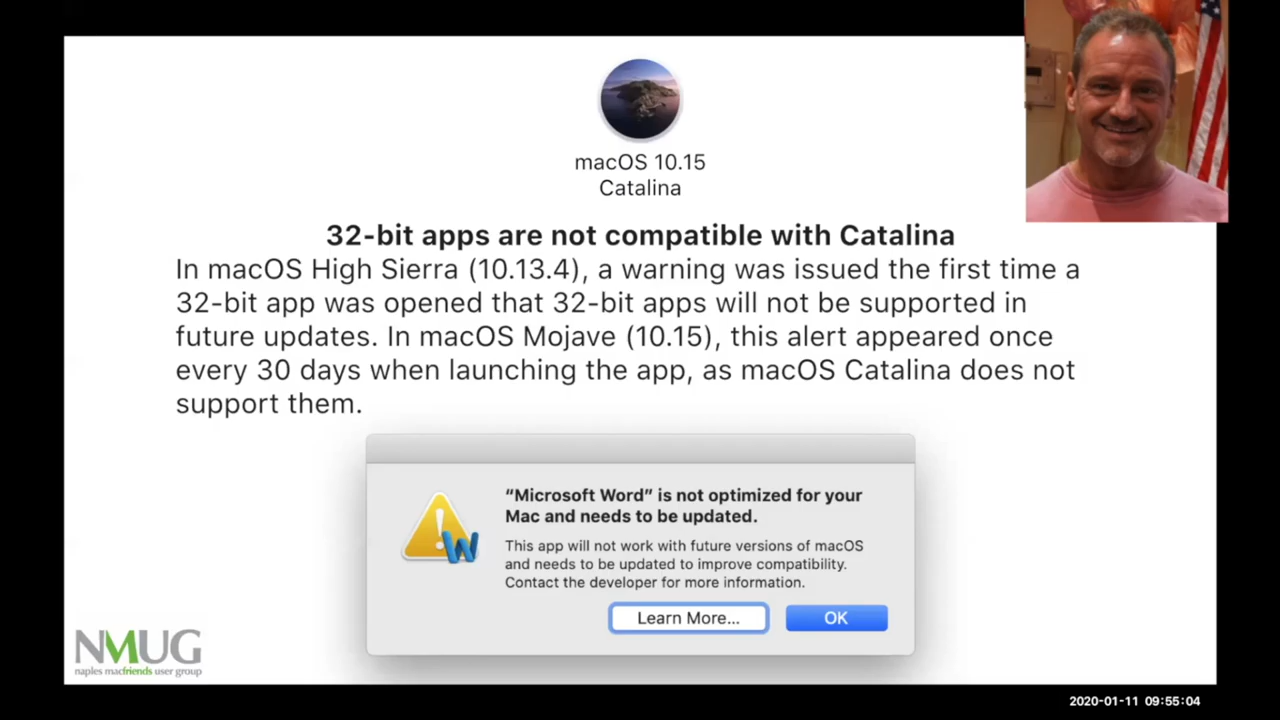 macOS 10.15
Catalina
32-bit apps are not compatible with Catalina
In macOS High Sierra (10.13.4), a warning was issued the first time a
32-bit app was opened that 32-bit apps will not be supported in
future updates. In macOS Mojave (10.15), this alert appeared once
every 30 days when launching the app, as macOS Catalina does not
support them.
“Microsoft Word” is not optimized for your
Mac and needs to be updated.
This app will not work with future versions of macOS
and needs to be updated to improve compatibility.
Contact the developer for more information.
Learn More... OK
NMUG
naples macfriends user group
2020-01-11 09:55:04